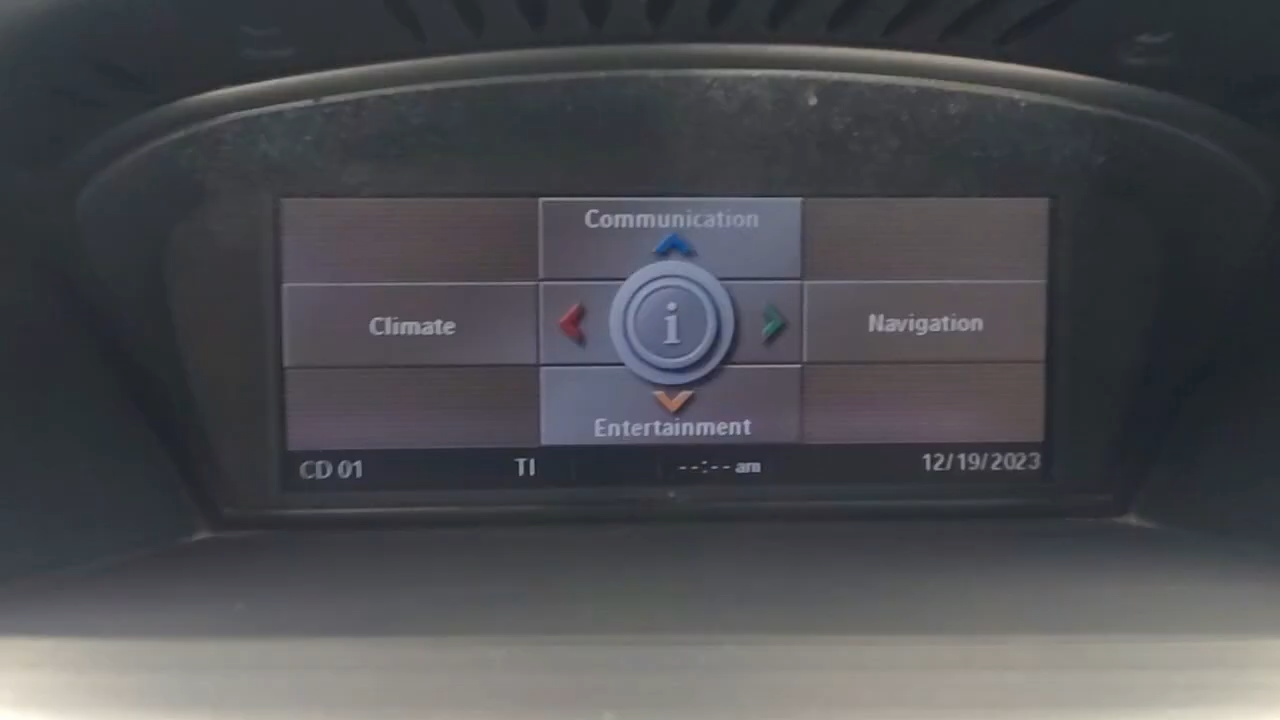 Communication
Climate
i
Navigation
Entertainment
CD 01
TI
--:-- am
12/19/2023